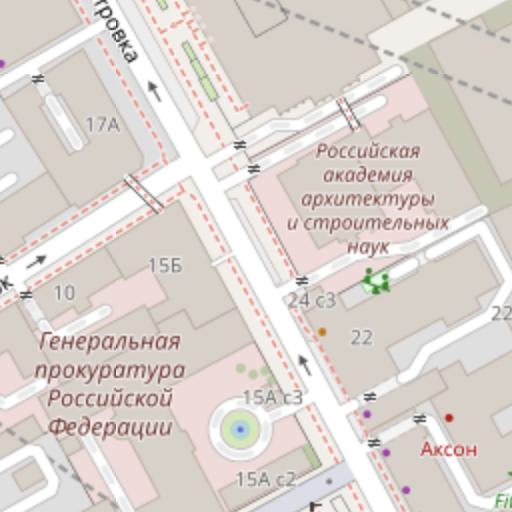 тровка
17А
Российская
академия
архитектуры
и строительных
наук
15Б
10
24 с3
22
22
Генеральная
прокуратура
Российской
Федерации
15А с3
Аксон
15А с2
Fi